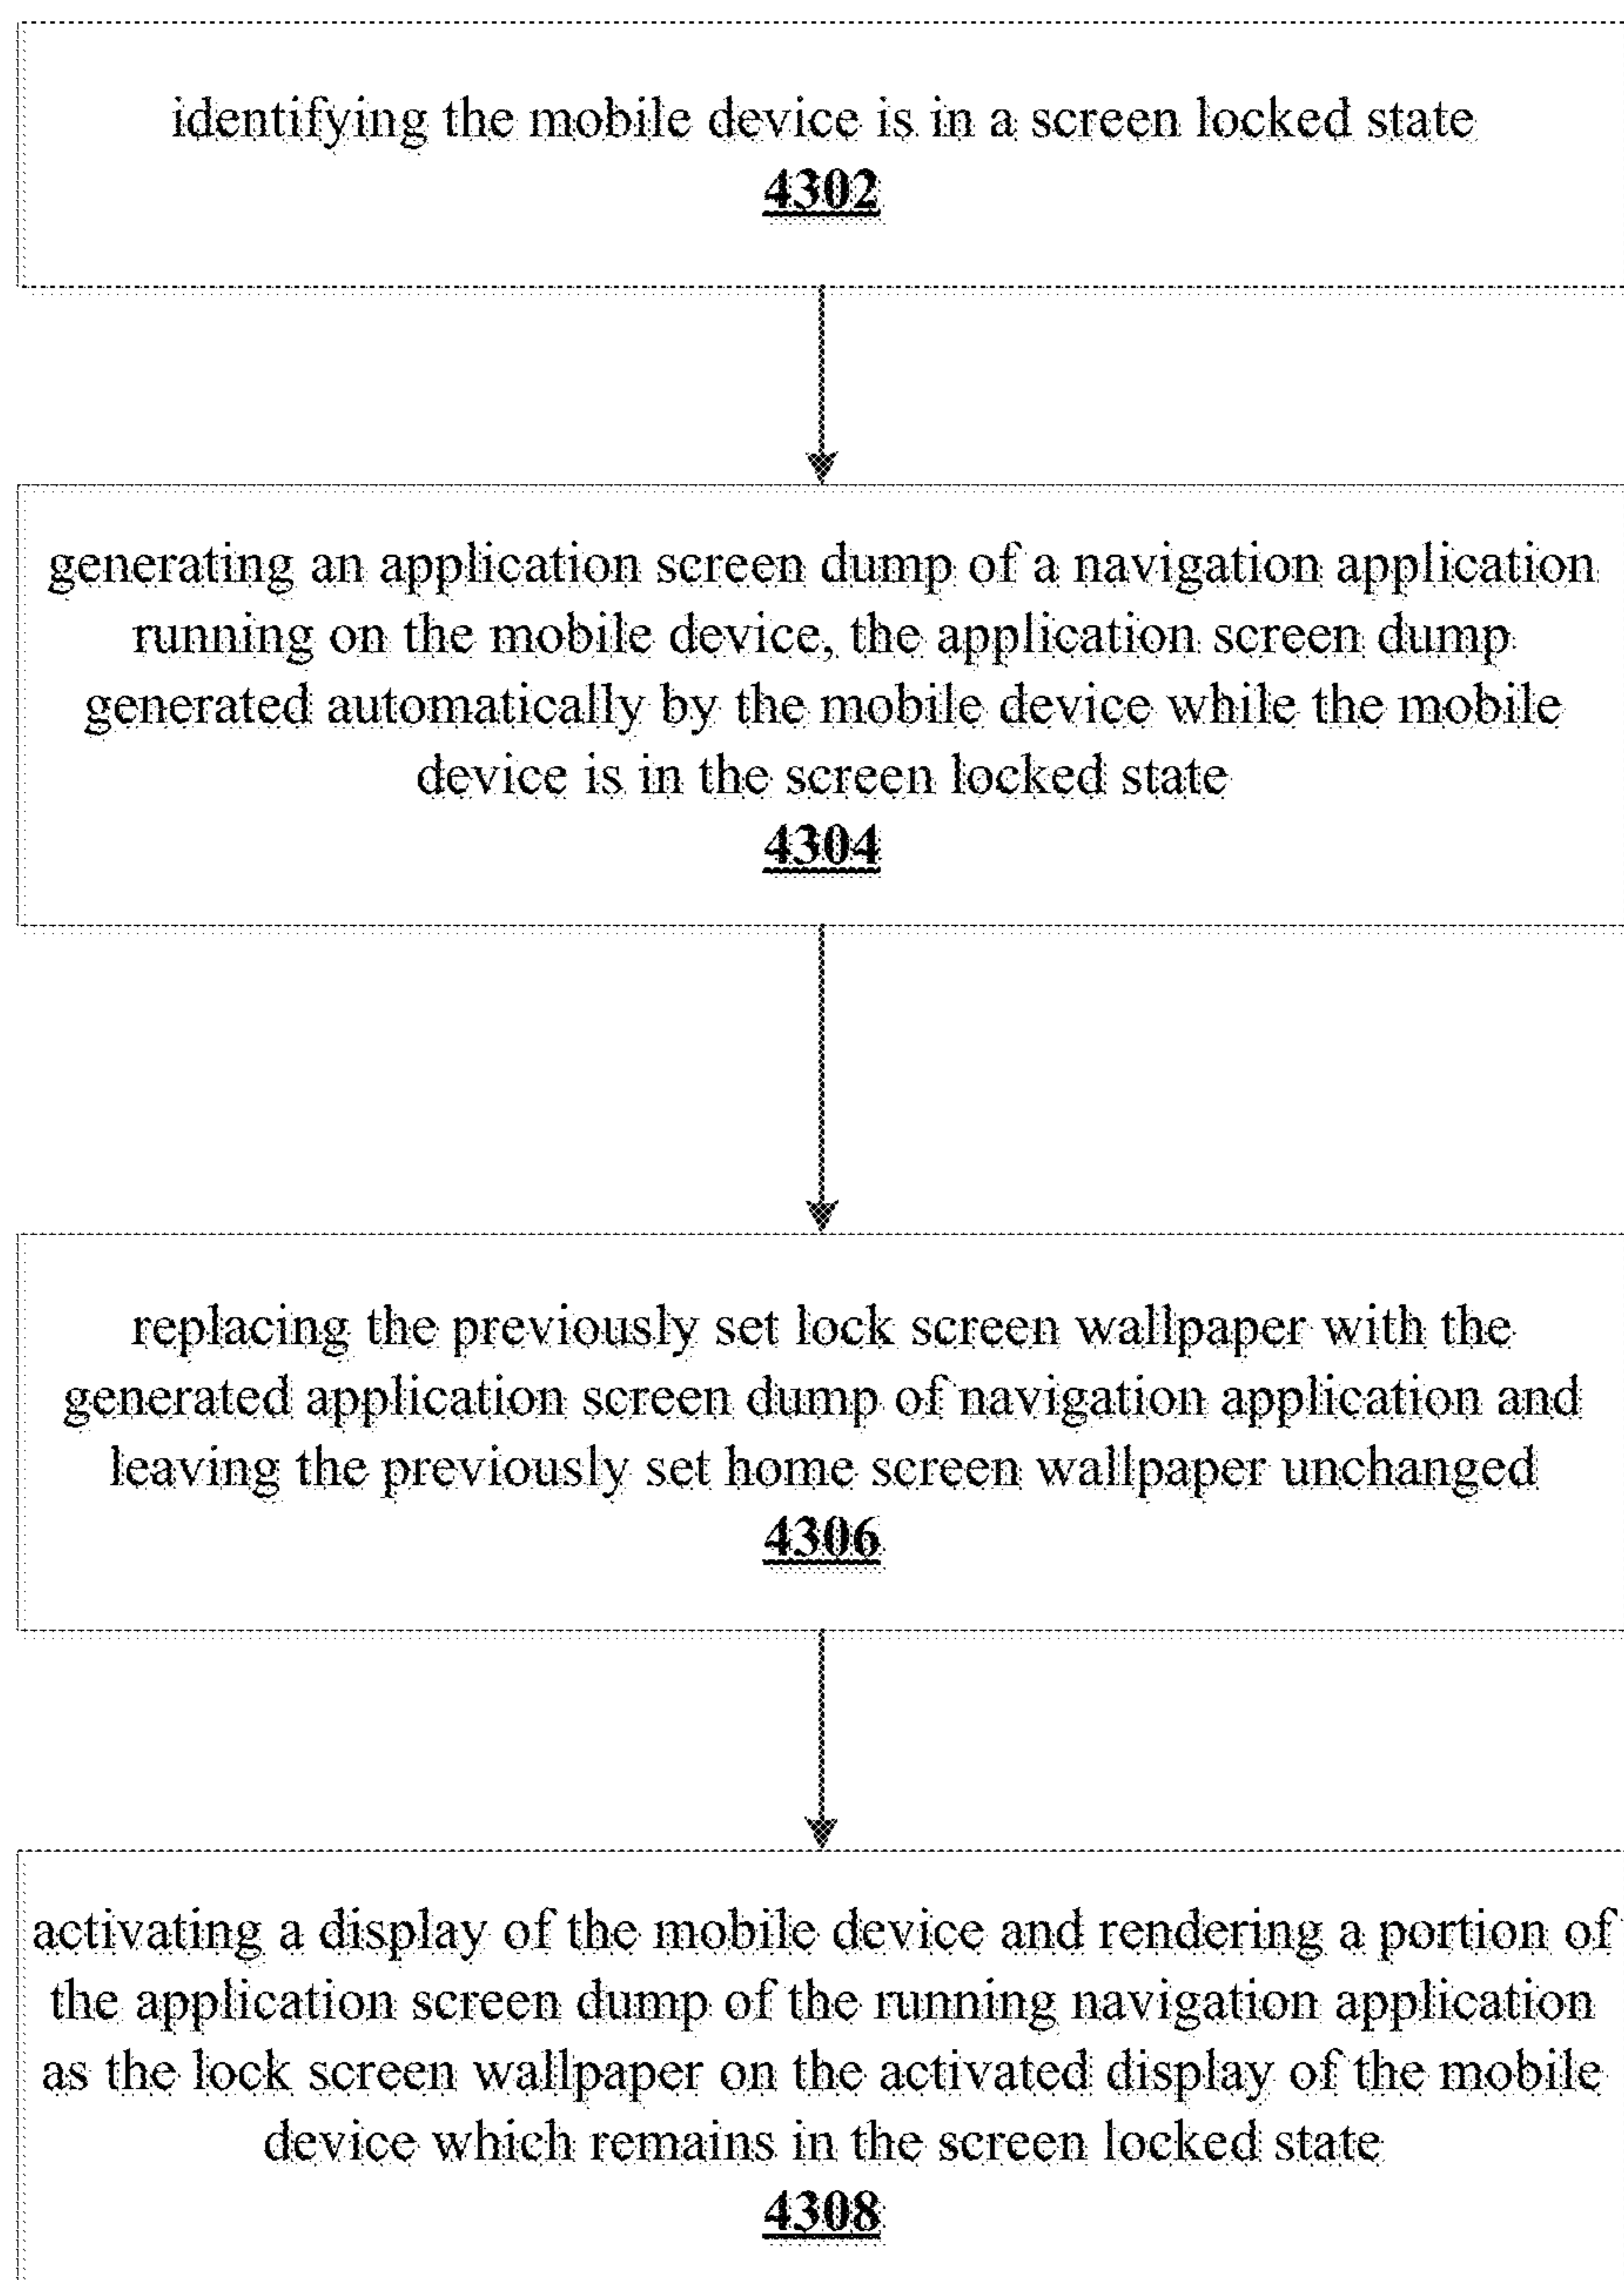 identifying the mobile device is in a screen locked state
4302
generating an application screen dump of a navigation application
running on the mobile device, the application screen dump
generated automatically by the mobile device while the mobile
device is in the screen locked state
4304
replacing the previously set lock screen wallpaper with the
generated application screen dump of navigation application and
leaving the previously set home screen wallpaper unchanged
4306
activating a display of the mobile device and rendering a portion of
the application screen dump of the running navigation application
as the lock screen wallpaper on the activated display of the mobile
device which remains in the screen locked state
4308